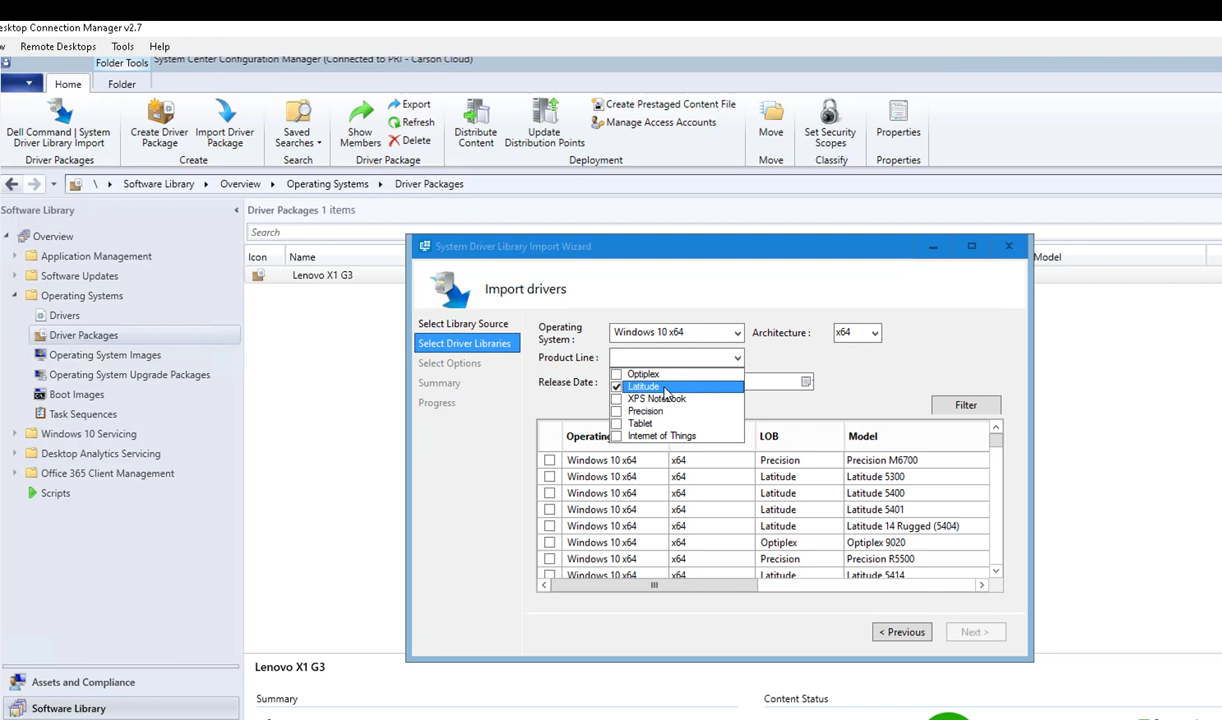 esktop Connection Manager v2.7
w Remote Desktops Tools Help
Folder Tools System Center Configuration Manager (Connected to PRI - Carson Cloud)
Home Folder
Dell Command | System Driver Library Import
Create Driver Package
Import Driver Package
Saved Searches
Show Members
Export
Refresh
Delete
Distribute Content
Update Distribution Points
Create Prestaged Content File
Manage Access Accounts
Move
Set Security Scopes
Properties
Driver Packages Create Search Driver Package Deployment Move Classify Properties
\ Software Library Overview Operating Systems Driver Packages
Software Library
Overview
Application Management
Software Updates
Operating Systems
Drivers
Driver Packages
Operating System Images
Operating System Upgrade Packages
Boot Images
Task Sequences
Windows 10 Servicing
Desktop Analytics Servicing
Office 365 Client Management
Scripts
Assets and Compliance
Software Library
Driver Packages 1 items
Search
Icon Name Model
Lenovo X1 G3
System Driver Library Import Wizard
Import drivers
Select Library Source
Select Driver Libraries
Select Options
Summary
Progress
Operating System : Windows 10 x64 Architecture : x64
Product Line :
Release Date :
Optiplex
Latitude
XPS Notebook
Precision
Tablet
Internet of Things
Filter
Operating LOB Model
Windows 10 x64 x64 Precision Precision M6700
Windows 10 x64 x64 Latitude Latitude 5300
Windows 10 x64 x64 Latitude Latitude 5400
Windows 10 x64 x64 Latitude Latitude 5401
Windows 10 x64 x64 Latitude Latitude 14 Rugged (5404)
Windows 10 x64 x64 Optiplex Optiplex 9020
Windows 10 x64 x64 Precision Precision R5500
Windows 10 x64 x64 Latitude Latitude 5414
< Previous Next >
Lenovo X1 G3
Summary Content Status